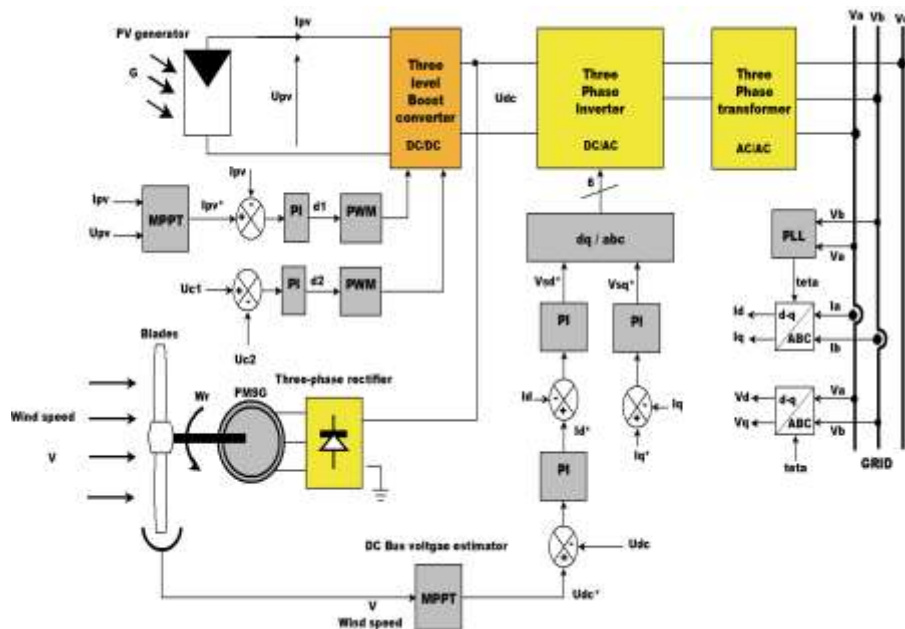 PV generator
Ipv
Va Vb Vc
G
Upv
Three
level
Boost
converter
DC/DC
Udc
Three
Phase
Inverter
DC/AC
Three
Phase
transformer
AC/AC
Ipv
Ipv
Upv
MPPT
Ipv*
PI
d1
PWM
6
dq / abc
PLL
Vb
Va
teta
Uc1
PI
d2
PWM
Uc2
Vsd*
Vsq*
PI
PI
Id
Iq
d-q
ABC
Ia
Ib
Blades
Three-phase rectifier
PMSG
Wr
Wind speed
V
Id
Id*
Iq
Iq*
Vd
Vq
d-q
ABC
Va
Vb
teta
GRID
PI
DC Bus voltgae estimator
Udc
V
Wind speed
MPPT
Udc*